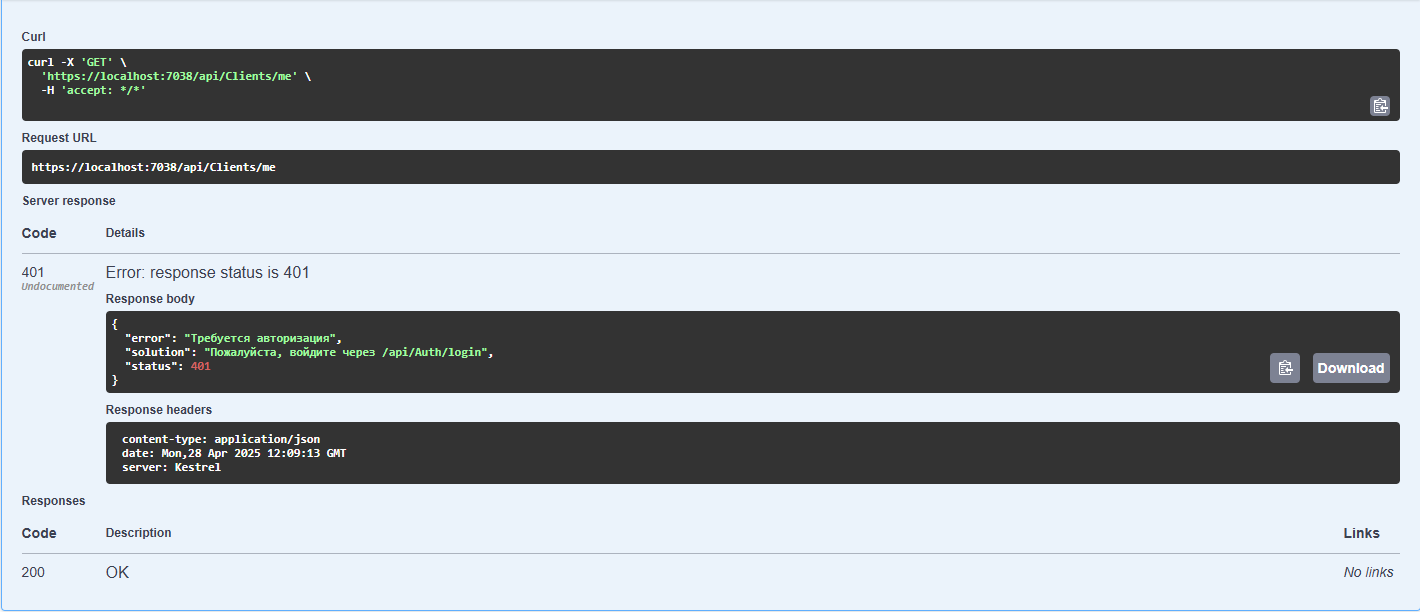 Curl
curl -X 'GET' \
'https://localhost:7038/api/Clients/me' \
-H 'accept: */*'
Request URL
https://localhost:7038/api/Clients/me
Server response
Code Details
401 Error: response status is 401
Undocumented
Response body
{
"error": "Требуется авторизация",
"solution": "Пожалуйста, войдите через /api/Auth/login",
"status": 401
}
Download
Response headers
content-type: application/json
date: Mon,28 Apr 2025 12:09:13 GMT
server: Kestrel
Responses
Code Description Links
200 OK No links